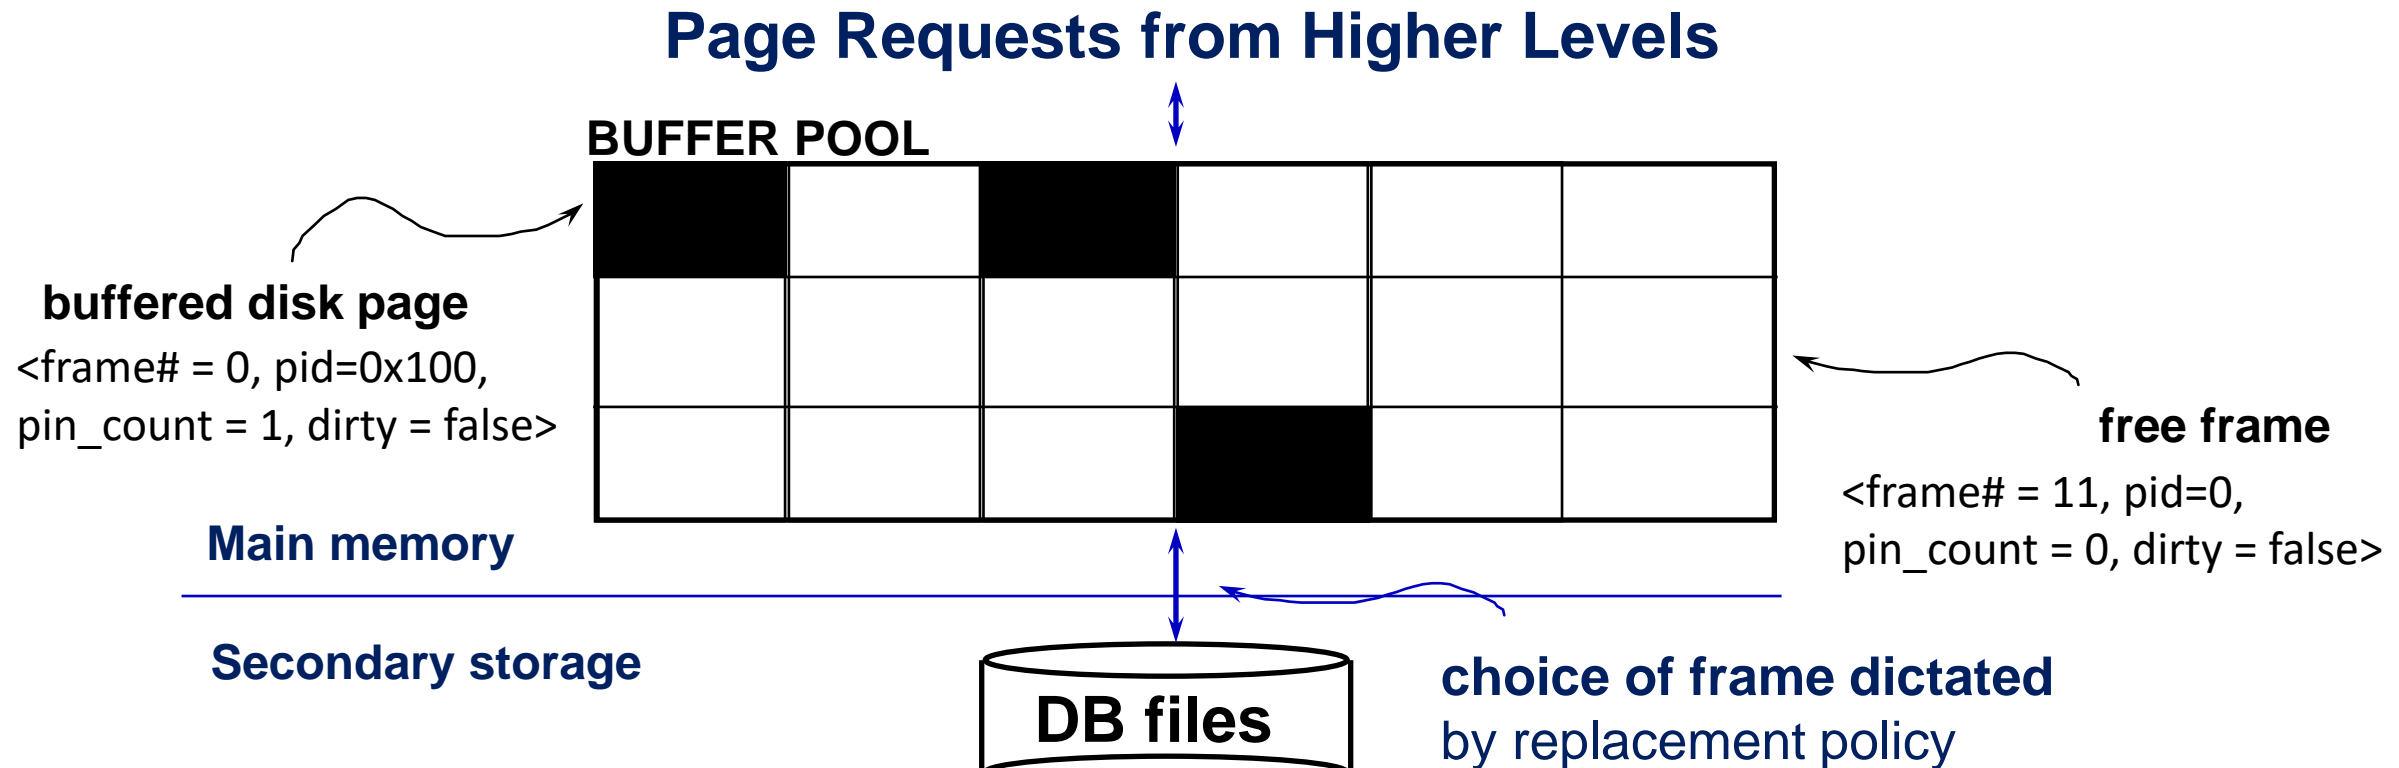 Page Requests from Higher Levels
BUFFER POOL
buffered disk page
<frame# = 0, pid=0x100,
pin_count = 1, dirty = false>
free frame
<frame# = 11, pid=0,
pin_count = 0, dirty = false>
Main memory
Secondary storage
DB files
choice of frame dictated
by replacement policy